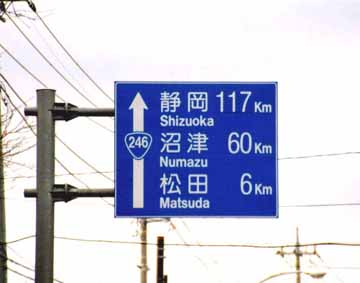 静岡 117 Km
Shizuoka
246
沼津 60 Km
Numazu
松田 6 Km
Matsuda